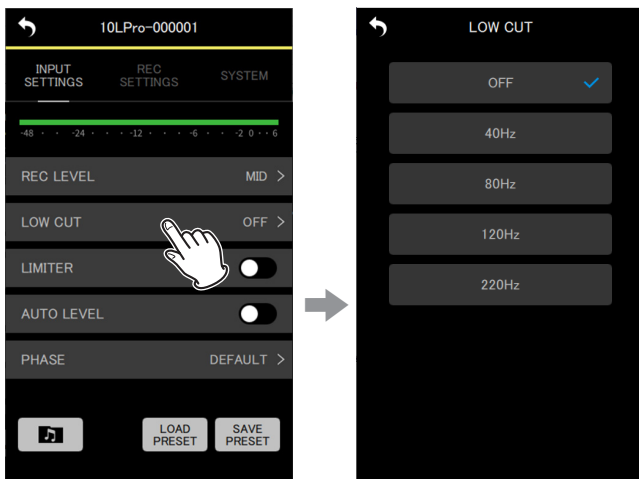 10LPro-000001
INPUT
SETTINGS
REC
SETTINGS
SYSTEM
-48 · · -24 · · -12 · · · -6 · · -2 0 · · 6
REC LEVEL MID >
LOW CUT OFF >
LIMITER
AUTO LEVEL
PHASE DEFAULT >
LOAD
PRESET
SAVE
PRESET
LOW CUT
OFF
40Hz
80Hz
120Hz
220Hz